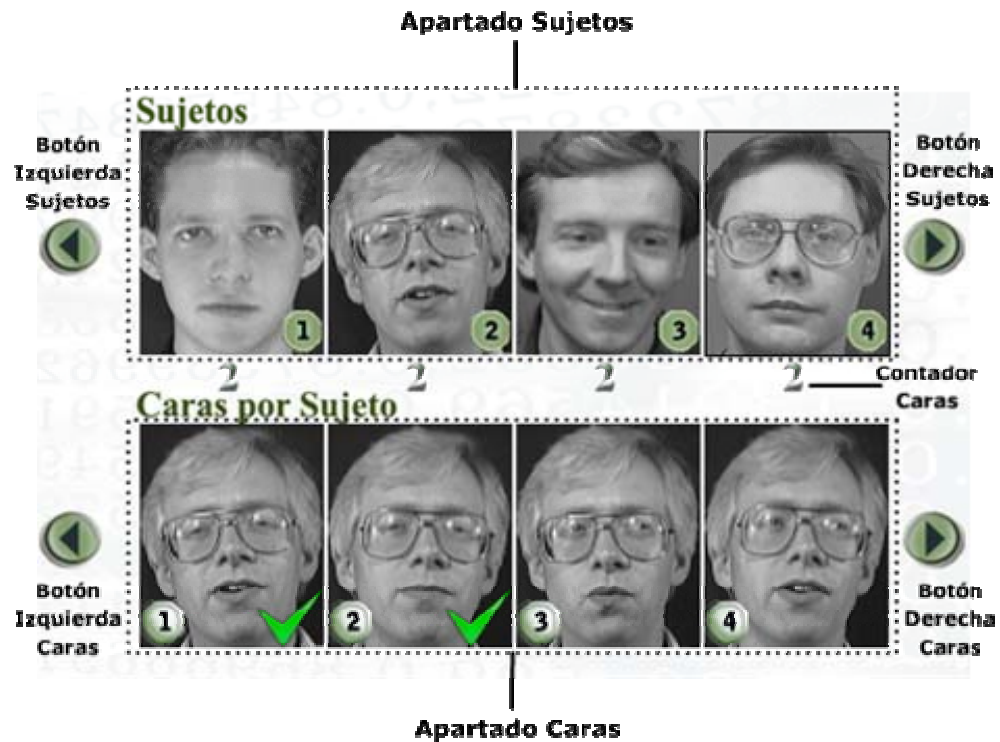 Apartado Sujetos
Sujetos
Botón
Izquierda
Sujetos
Botón
Derecha
Sujetos
1
2
3
4
2
2
2
2
Contador
Caras
Caras por Sujeto
1
2
3
4
Botón
Izquierda
Caras
Botón
Derecha
Caras
Apartado Caras